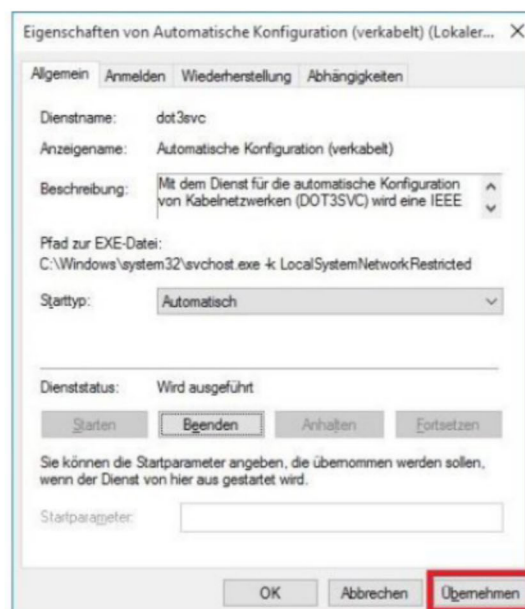 Eigenschaften von Automatische Konfiguration (verkabelt) (Lokaler...
Allgemein Anmelden Wiederherstellung Abhängigkeiten
Dienstname: dot3svc
Anzeigename: Automatische Konfiguration (verkabelt)
Beschreibung: Mit dem Dienst für die automatische Konfiguration
von Kabelnetzwerken (DOT3SVC) wird eine IEEE
Pfad zur EXE-Datei:
C:\Windows\system32\svchost.exe -k LocalSystemNetworkRestricted
Starttyp: Automatisch
Dienststatus: Wird ausgeführt
Starten Beenden Anhalten Fortsetzen
Sie können die Startparameter angeben, die übernommen werden sollen,
wenn der Dienst von hier aus gestartet wird.
Startparameter:
OK Abbrechen Übernehmen